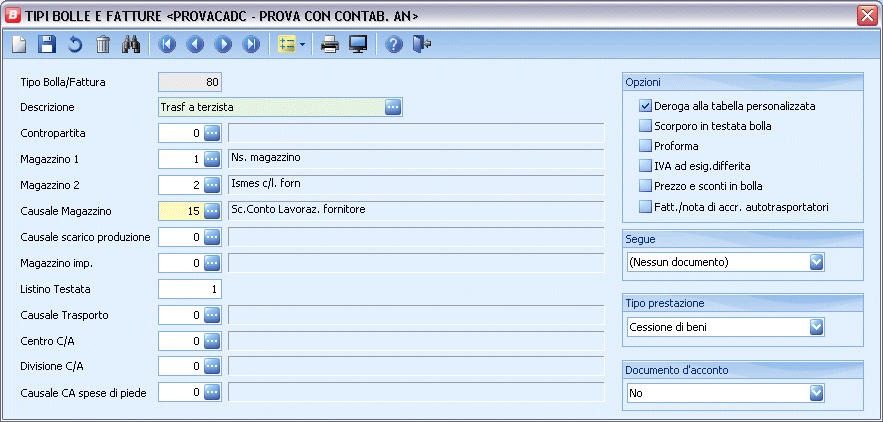 B TIPI BOLLE E FATTURE <PROVACADC - PROVA CON CONTAB. AN>
Tipo Bolla/Fattura 80
Descrizione Trasf a terzista
Contropartita 0
Magazzino 1 1 Ns. magazzino
Magazzino 2 2 Ismes c/l. forn
Causale Magazzino 15 Sc.Conto Lavoraz. fornitore
Causale scarico produzione 0
Magazzino imp. 0
Listino Testata 1
Causale Trasporto 0
Centro C/A 0
Divisione C/A 0
Causale CA spese di piede 0
Opzioni
Deroga alla tabella personalizzata
Scorporo in testata bolla
Proforma
IVA ad esig.differita
Prezzo e sconti in bolla
Fatt./nota di accr. autotrasportatori
Segue
(Nessun documento)
Tipo prestazione
Cessione di beni
Documento d'acconto
No